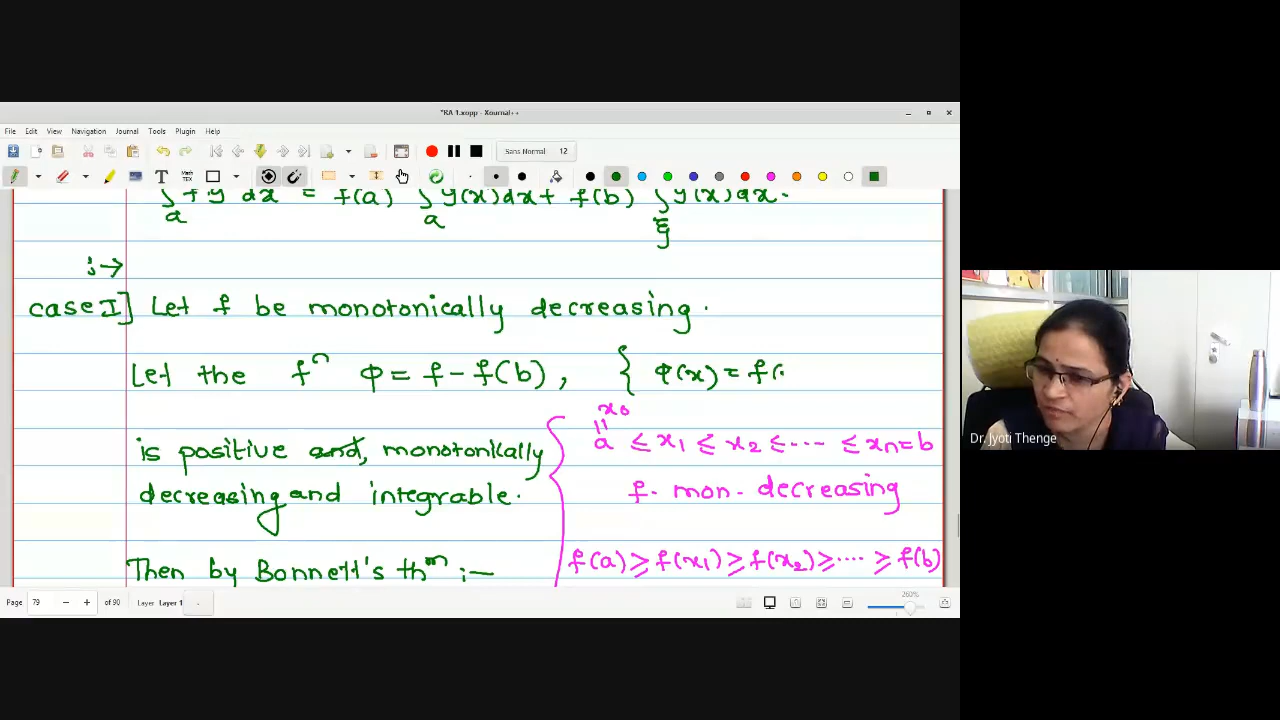 *RA 1.xopp - Xournal++
File Edit View Navigation Journal Tools Plugin Help
Sans Normal 12
∫ f g dx = f(a) ∫ g(x)dx + f(b) ∫ g(x)dx.
a a ξ
:→
case I] Let f be monotonically decreasing.
Let the fⁿ φ = f - f(b), { φ(x) = f(
x0
||
a ≤ x1 ≤ x2 ≤ .... ≤ xn = b
is positive and, monotonically
f. mon. decreasing
decreasing and integrable.
f(a) ≥ f(x1) ≥ f(x2) ≥ .... ≥ f(b)
Then by Bonnett's thm :-
Dr. Jyoti Thenge
Page 79 - + of 90 Layer Layer 1 260%